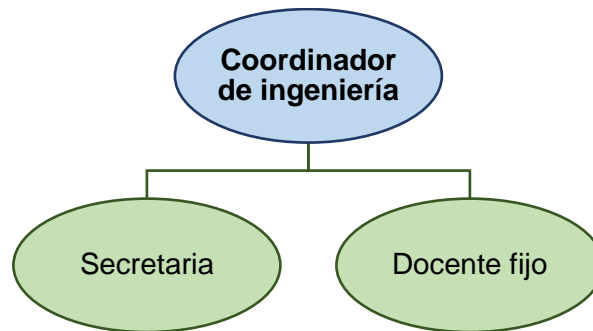 Coordinador
de ingeniería
Secretaria
Docente fijo